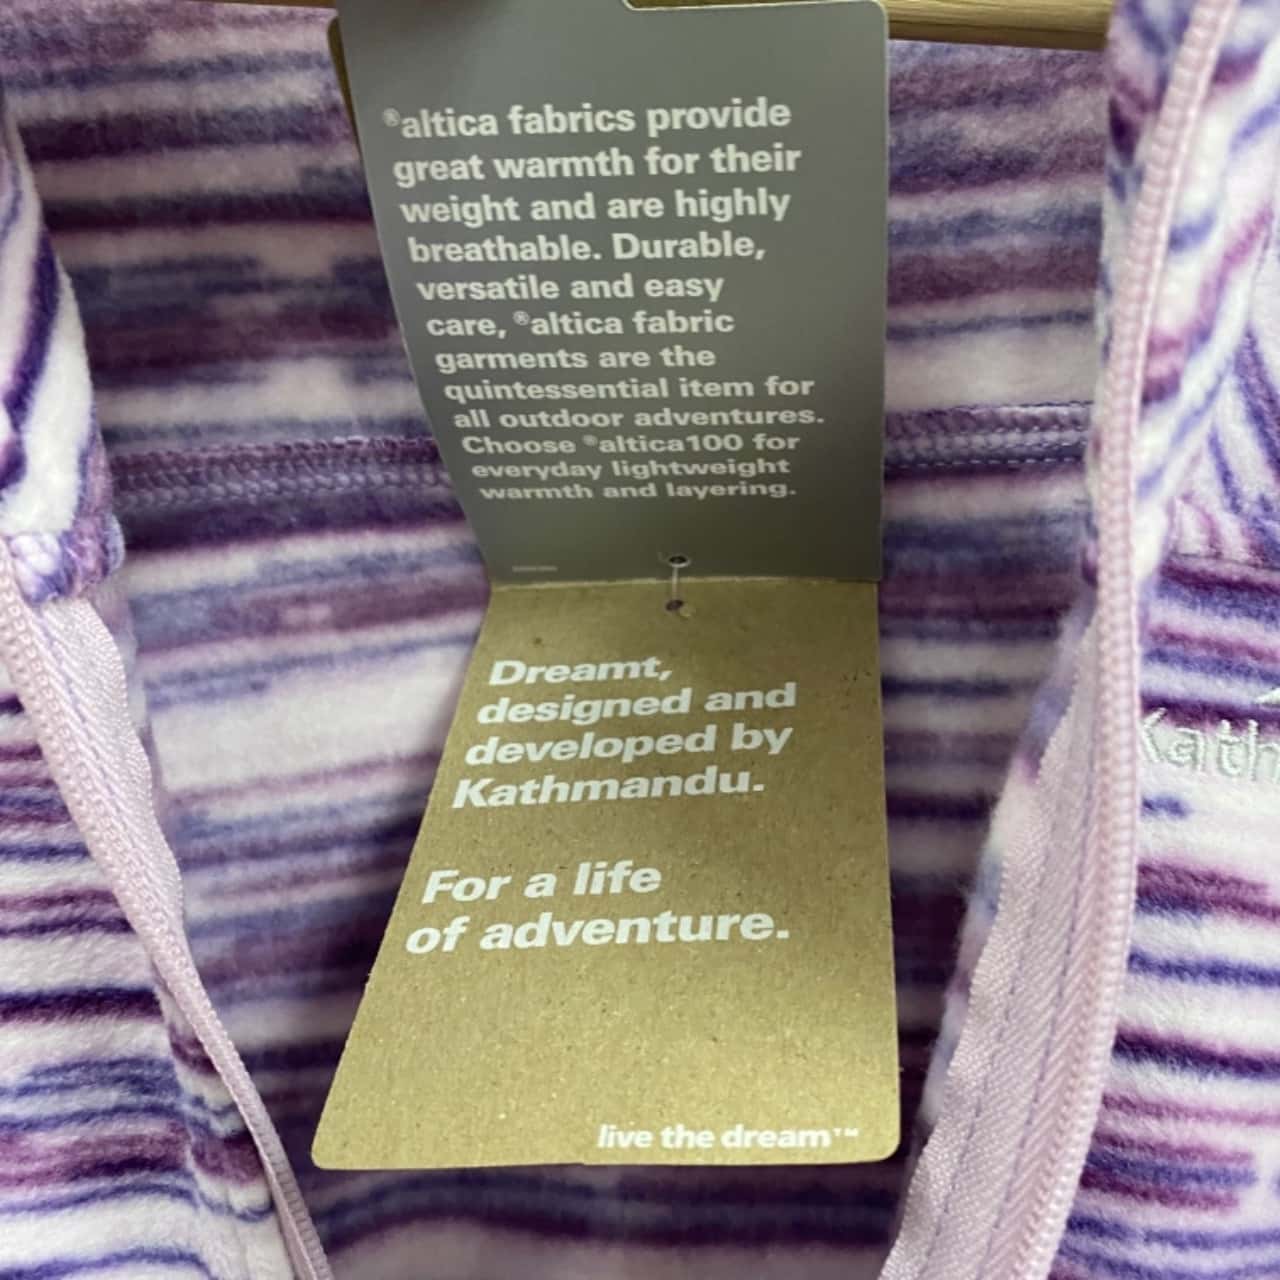 ®altica fabrics provide
great warmth for their
weight and are highly
breathable. Durable,
versatile and easy
care, ®altica fabric
garments are the
quintessential item for
all outdoor adventures.
Choose ®altica100 for
everyday lightweight
warmth and layering.
Dreamt,
designed and
developed by
Kathmandu.
For a life
of adventure.
live the dream™
Kath